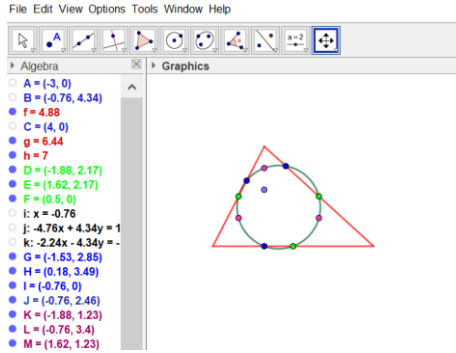 File Edit View Options Tools Window Help
A
a=2
Algebra
Graphics
A = (-3, 0)
B = (-0.76, 4.34)
f = 4.88
C = (4, 0)
g = 6.44
h = 7
D = (-1.88, 2.17)
E = (1.62, 2.17)
F = (0.5, 0)
i: x = -0.76
j: -4.76x + 4.34y = 1
k: -2.24x - 4.34y = -
G = (-1.53, 2.85)
H = (0.18, 3.49)
I = (-0.76, 0)
J = (-0.76, 2.46)
K = (-1.88, 1.23)
L = (-0.76, 3.4)
M = (1.62, 1.23)